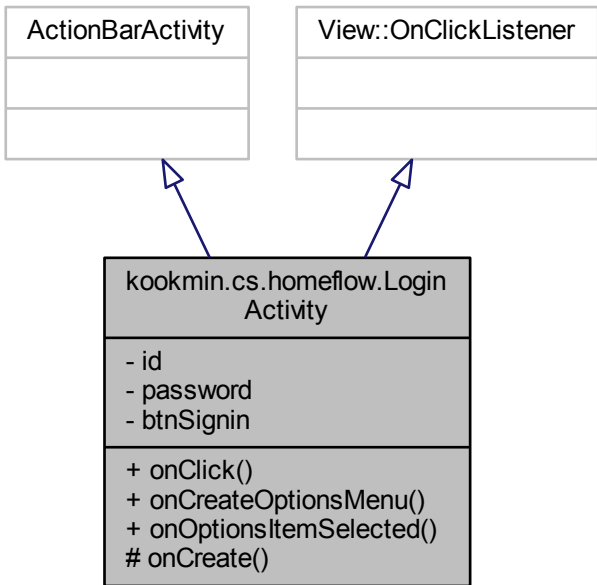 ActionBarActivity
View::OnClickListener
kookmin.cs.homeflow.Login
Activity
- id
- password
- btnSignin
+ onClick()
+ onCreateOptionsMenu()
+ onOptionsItemSelected()
# onCreate()